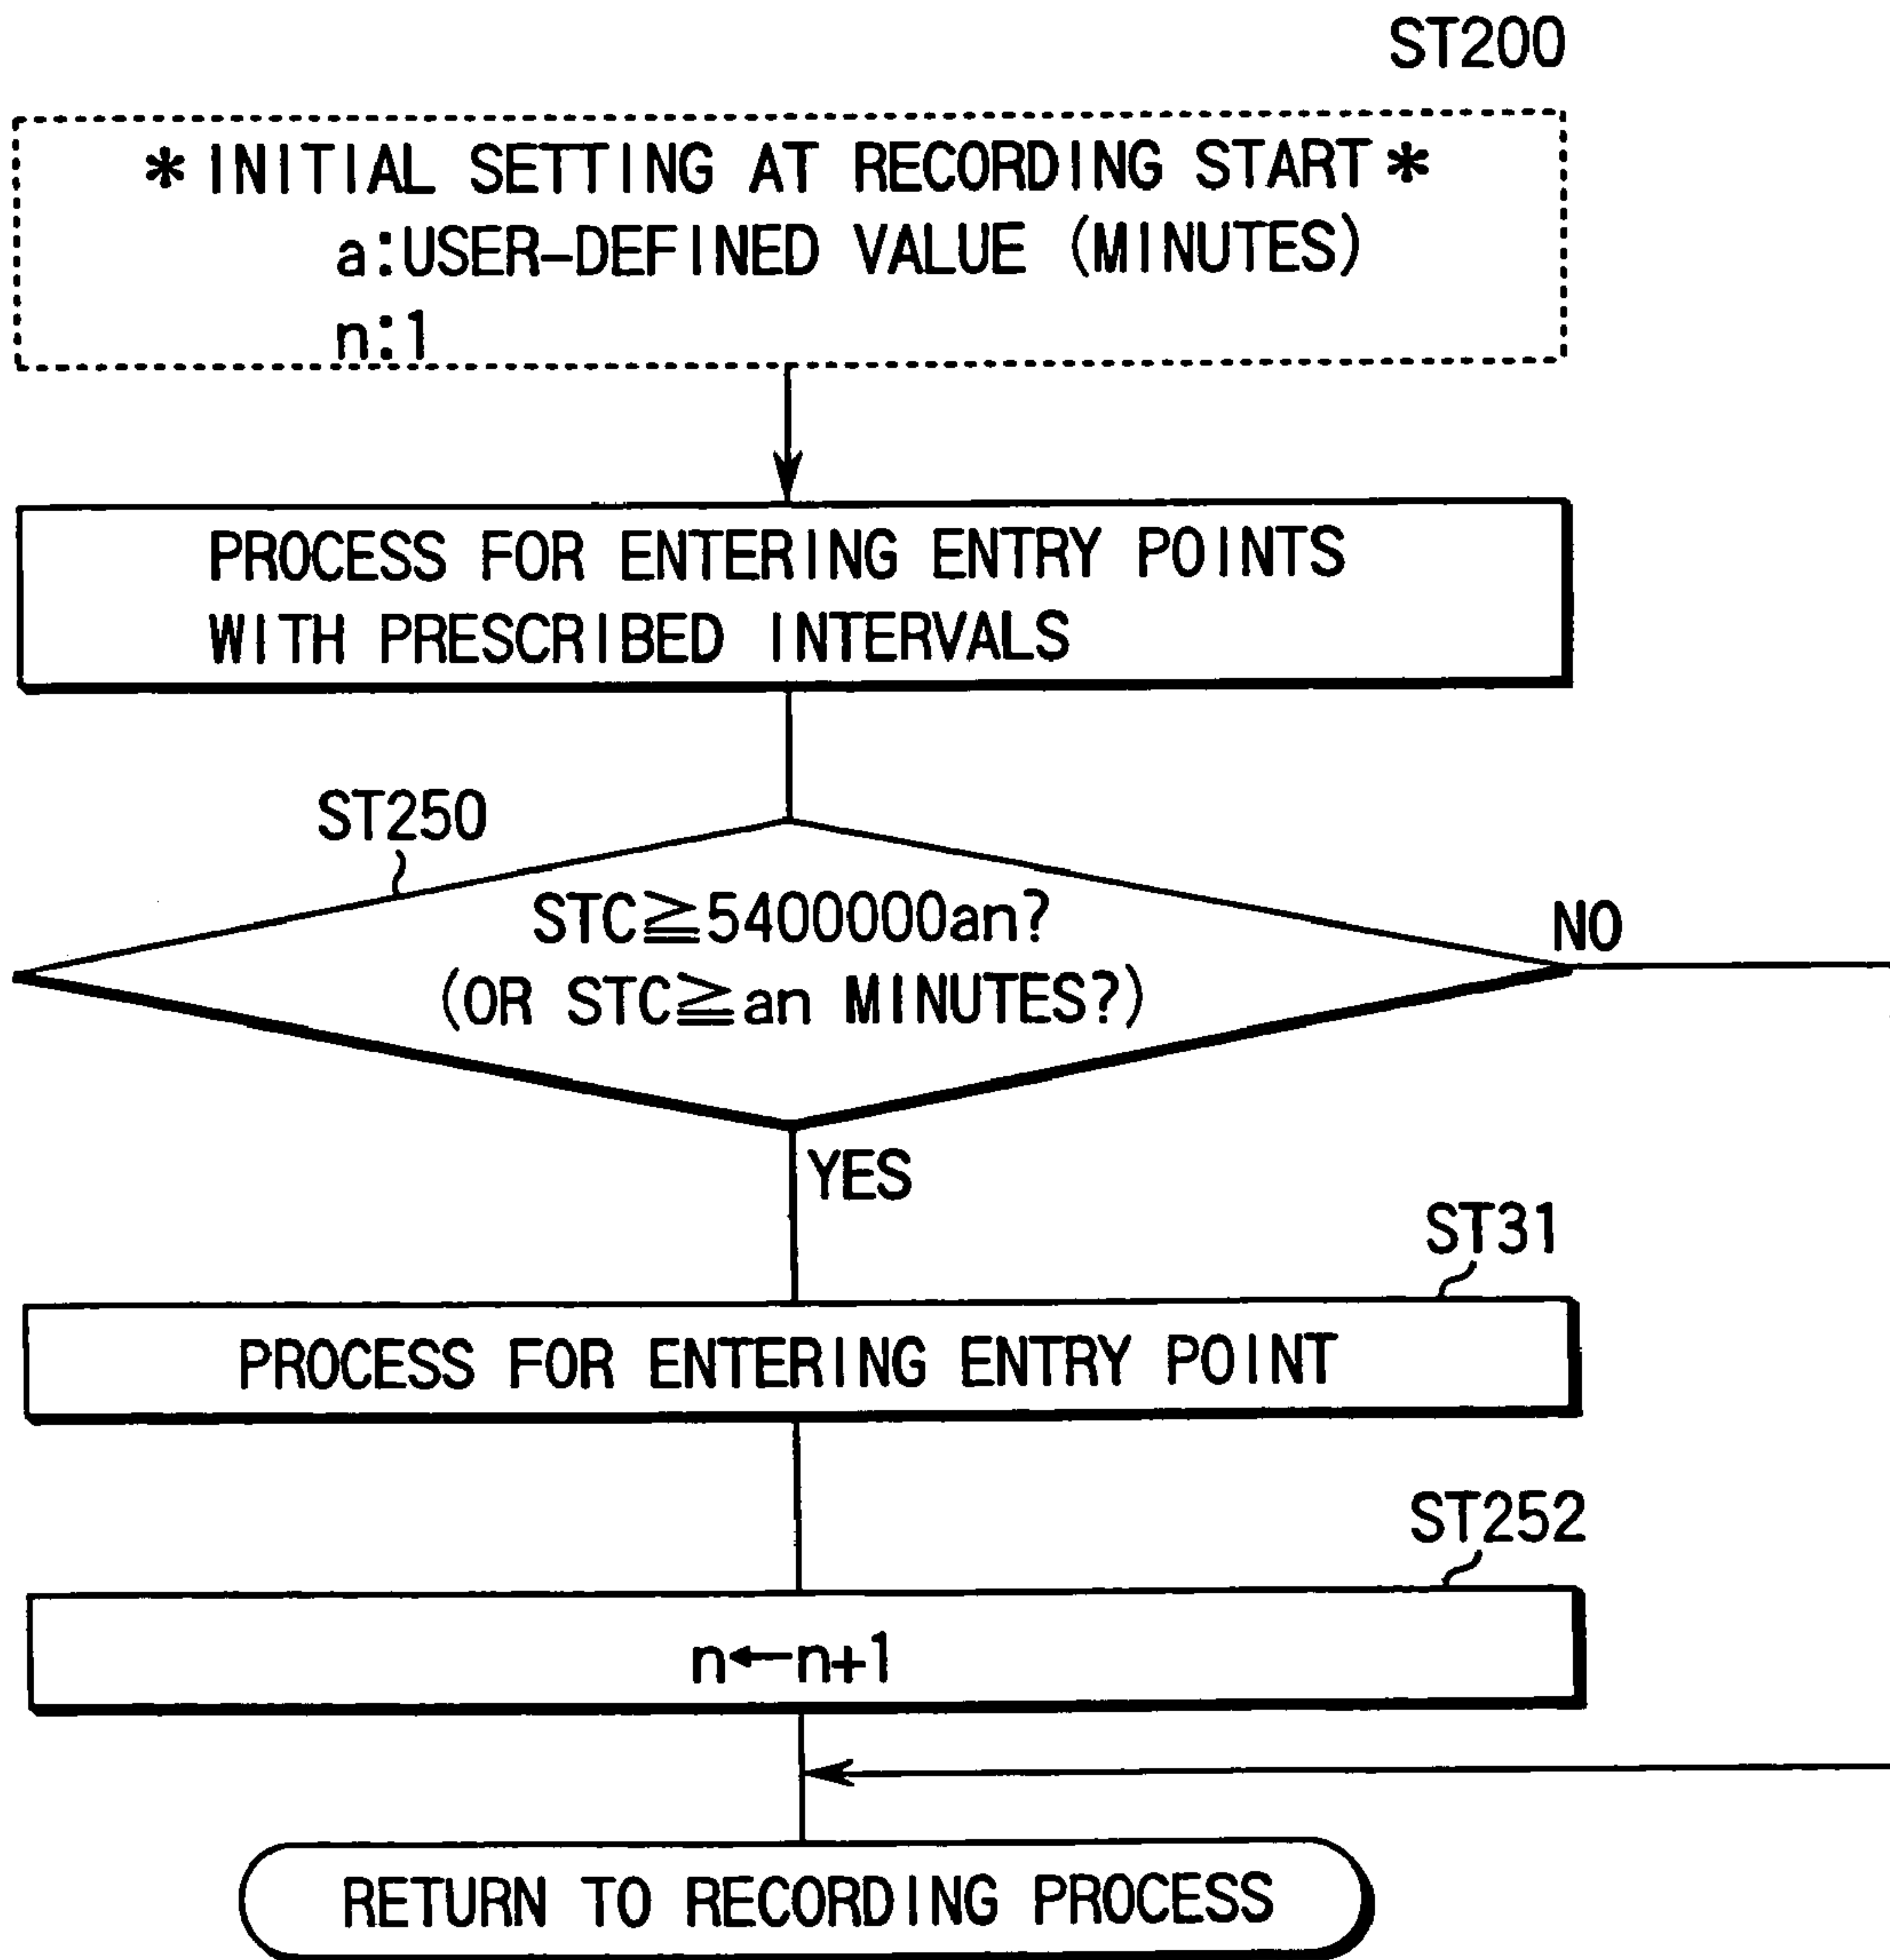 ST200
*INITIAL SETTING AT RECORDING START*
a:USER-DEFINED VALUE (MINUTES)
n:1
PROCESS FOR ENTERING ENTRY POINTS
WITH PRESCRIBED INTERVALS
ST250
STC≧5400000an?
(OR STC≧an MINUTES?)
NO
YES
ST31
PROCESS FOR ENTERING ENTRY POINT
ST252
n←n+1
RETURN TO RECORDING PROCESS